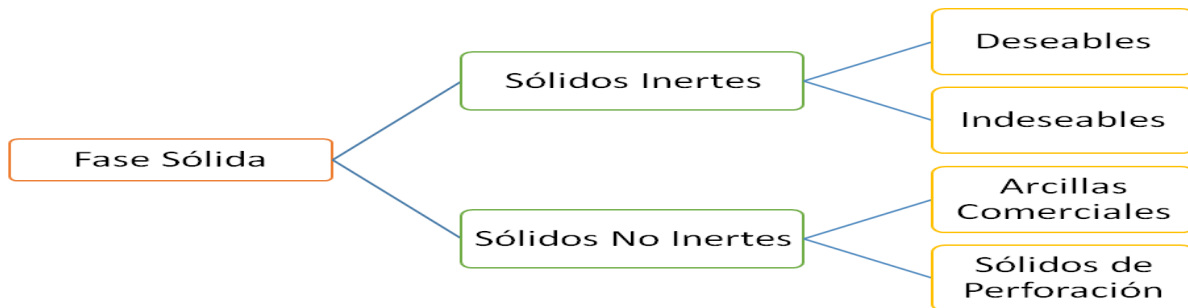 Fase Sólida
Sólidos Inertes
Deseables
Indeseables
Sólidos No Inertes
Arcillas
Comerciales
Sólidos de
Perforación